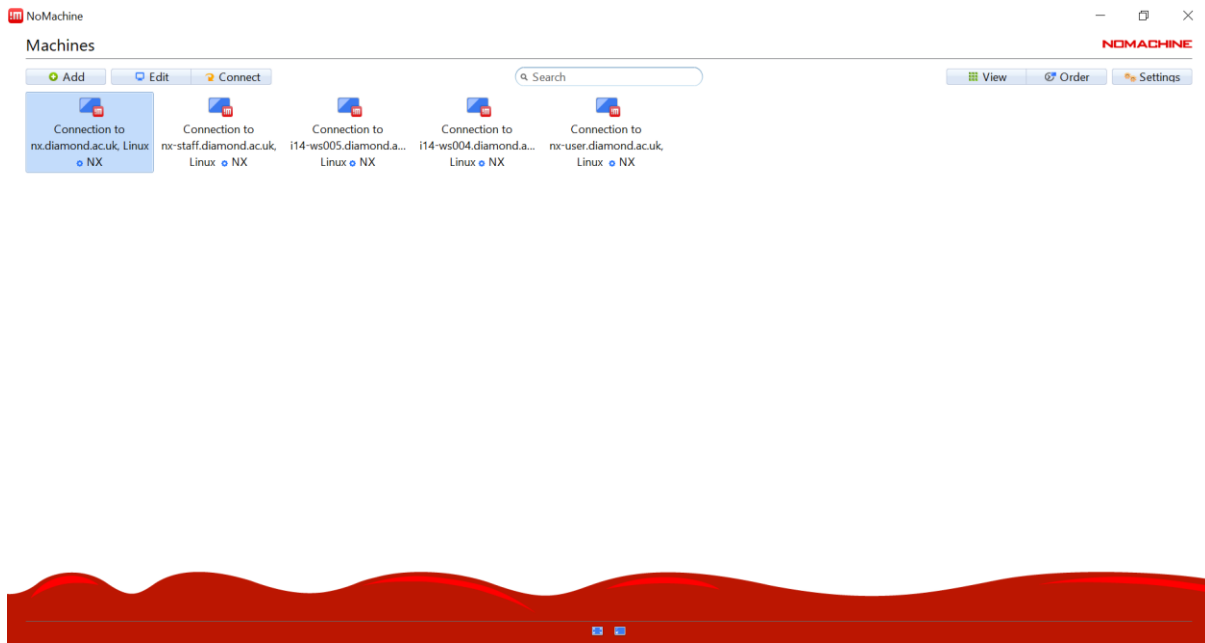 NoMachine
Machines
NOMACHINE
Add Edit Connect Search View Order Settings
Connection to nx.diamond.ac.uk, Linux NX
Connection to nx-staff.diamond.ac.uk, Linux NX
Connection to i14-ws005.diamond.a... Linux NX
Connection to i14-ws004.diamond.a... Linux NX
Connection to nx-user.diamond.ac.uk, Linux NX